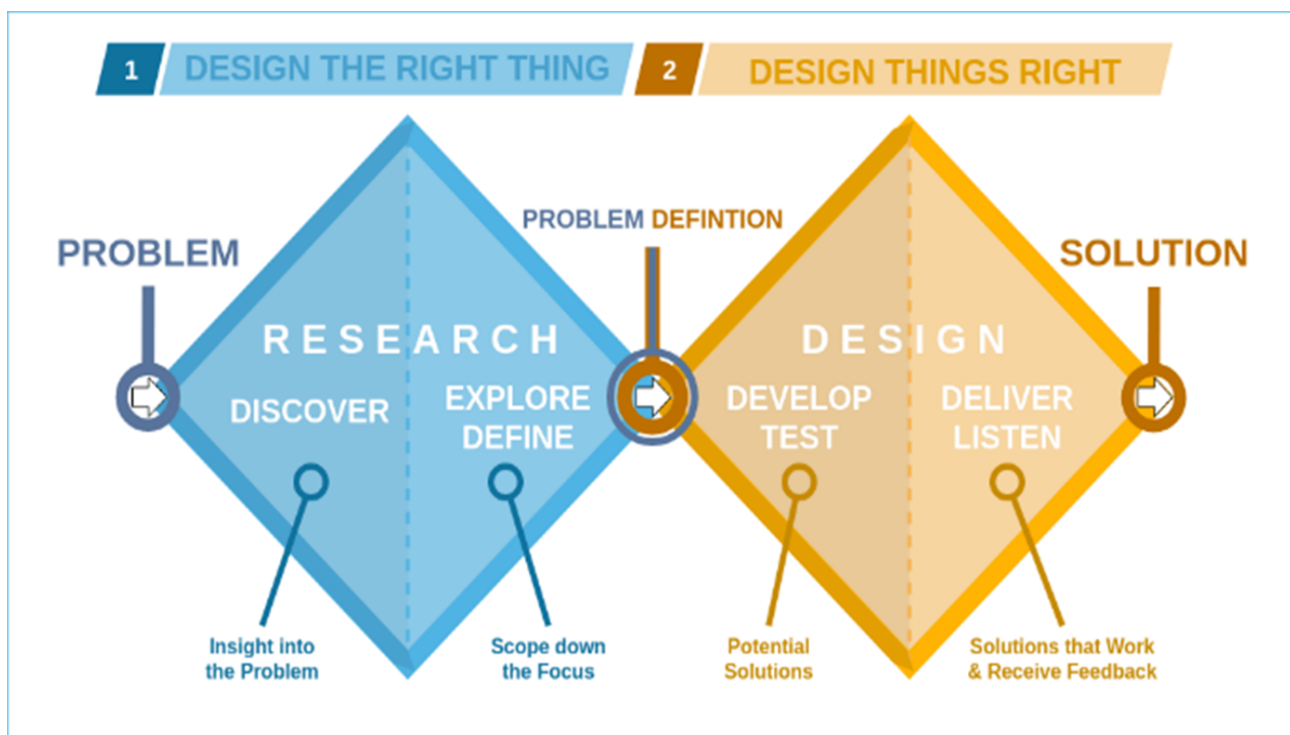 1 DESIGN THE RIGHT THING 2 DESIGN THINGS RIGHT
PROBLEM DEFINTION
PROBLEM
SOLUTION
RESEARCH
DISCOVER
EXPLORE
DEFINE
DESIGN
DEVELOP
TEST
DELIVER
LISTEN
Insight into
the Problem
Scope down
the Focus
Potential
Solutions
Solutions that Work
& Receive Feedback